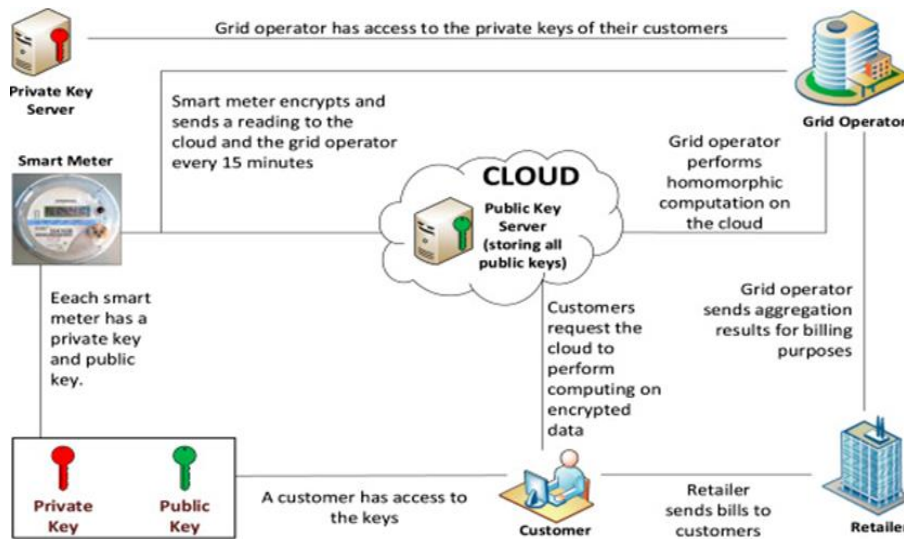 Grid operator has access to the private keys of their customers
Private Key
Server
Grid Operator
Smart meter encrypts and
sends a reading to the
cloud and the grid operator
every 15 minutes
Smart Meter
Grid operator
performs
homomorphic
computation on
the cloud
CLOUD
Public Key
Server
(storing all
public keys)
Eeach smart
meter has a
private key
and public
key.
Customers
request the
cloud to
perform
computing on
encrypted
data
Grid operator
sends aggregation
results for billing
purposes
Private
Key
Public
Key
A customer has access to
the keys
Customer
Retailer
sends bills to
customers
Retailer